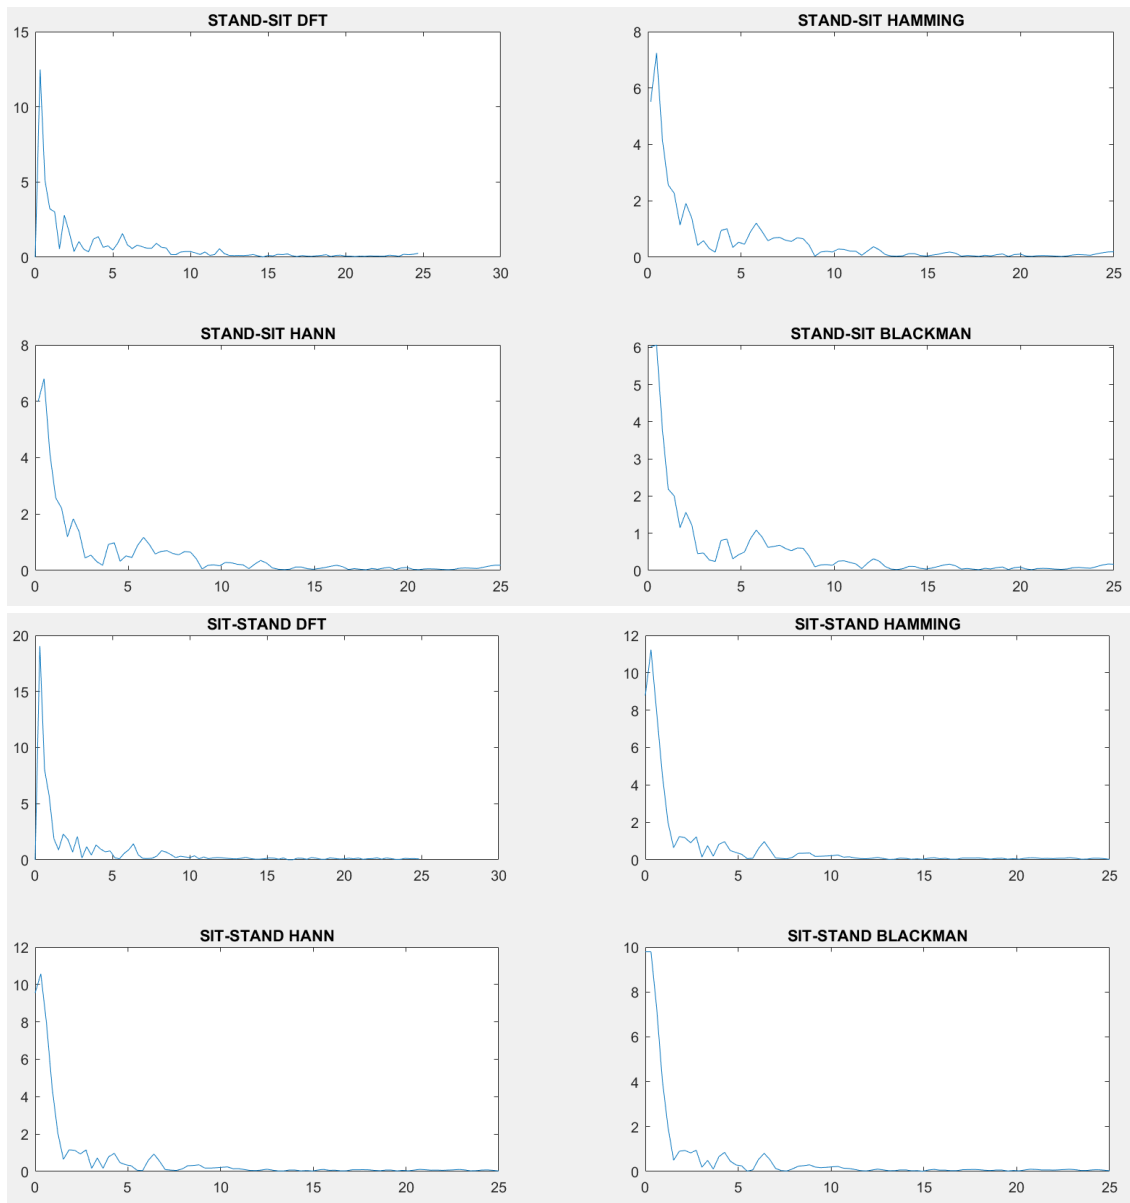 STAND-SIT DFT
15
10
5
0
0 5 10 15 20 25 30
STAND-SIT HAMMING
8
6
4
2
0
0 5 10 15 20 25
STAND-SIT HANN
8
6
4
2
0
0 5 10 15 20 25
STAND-SIT BLACKMAN
6
5
4
3
2
1
0
0 5 10 15 20 25
SIT-STAND DFT
20
15
10
5
0
0 5 10 15 20 25 30
SIT-STAND HAMMING
12
10
8
6
4
2
0
0 5 10 15 20 25
SIT-STAND HANN
12
10
8
6
4
2
0
0 5 10 15 20 25
SIT-STAND BLACKMAN
10
8
6
4
2
0
0 5 10 15 20 25